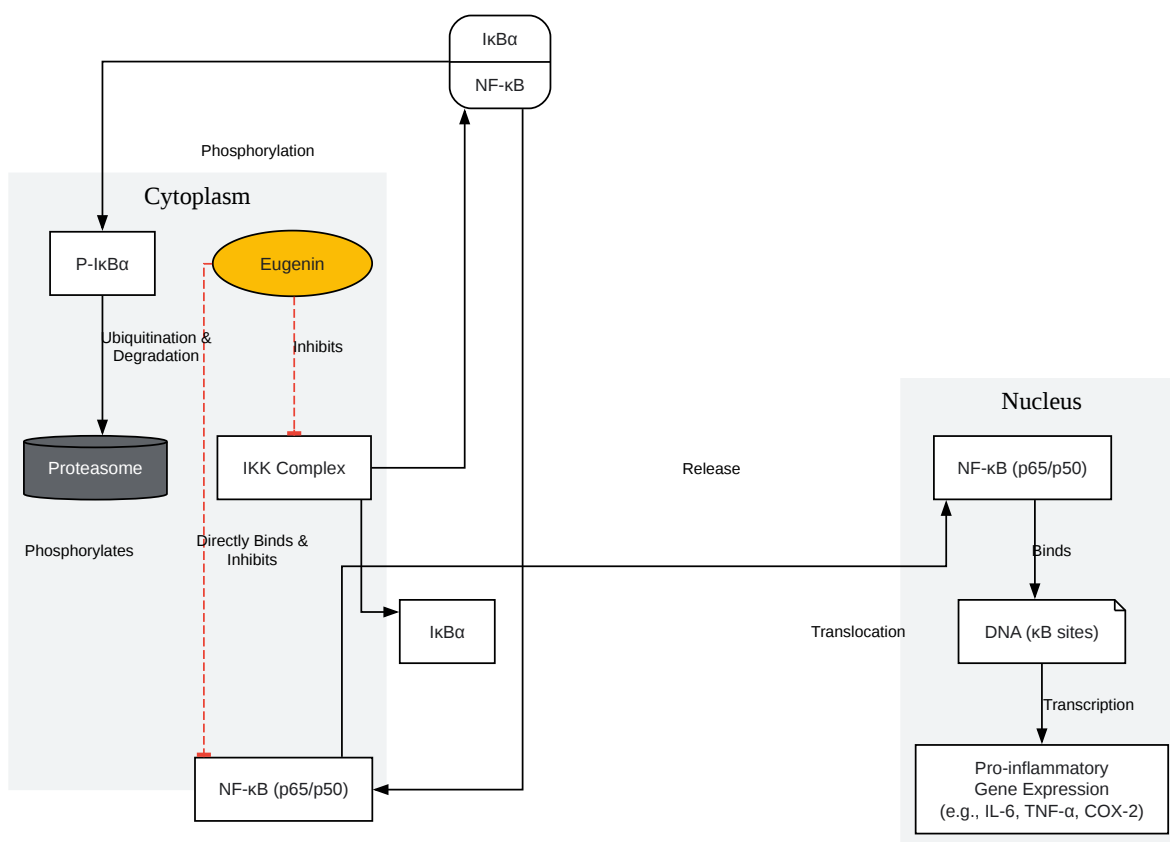 IκBα
NF-κB
Phosphorylation
Cytoplasm
P-IκBα
Eugenin
Ubiquitination &
Degradation
Inhibits
Nucleus
Proteasome
IKK Complex
Release
NF-κB (p65/p50)
Phosphorylates
Directly Binds &
Inhibits
Binds
IκBα
Translocation
DNA (κB sites)
Transcription
NF-κB (p65/p50)
Pro-inflammatory
Gene Expression
(e.g., IL-6, TNF-α, COX-2)